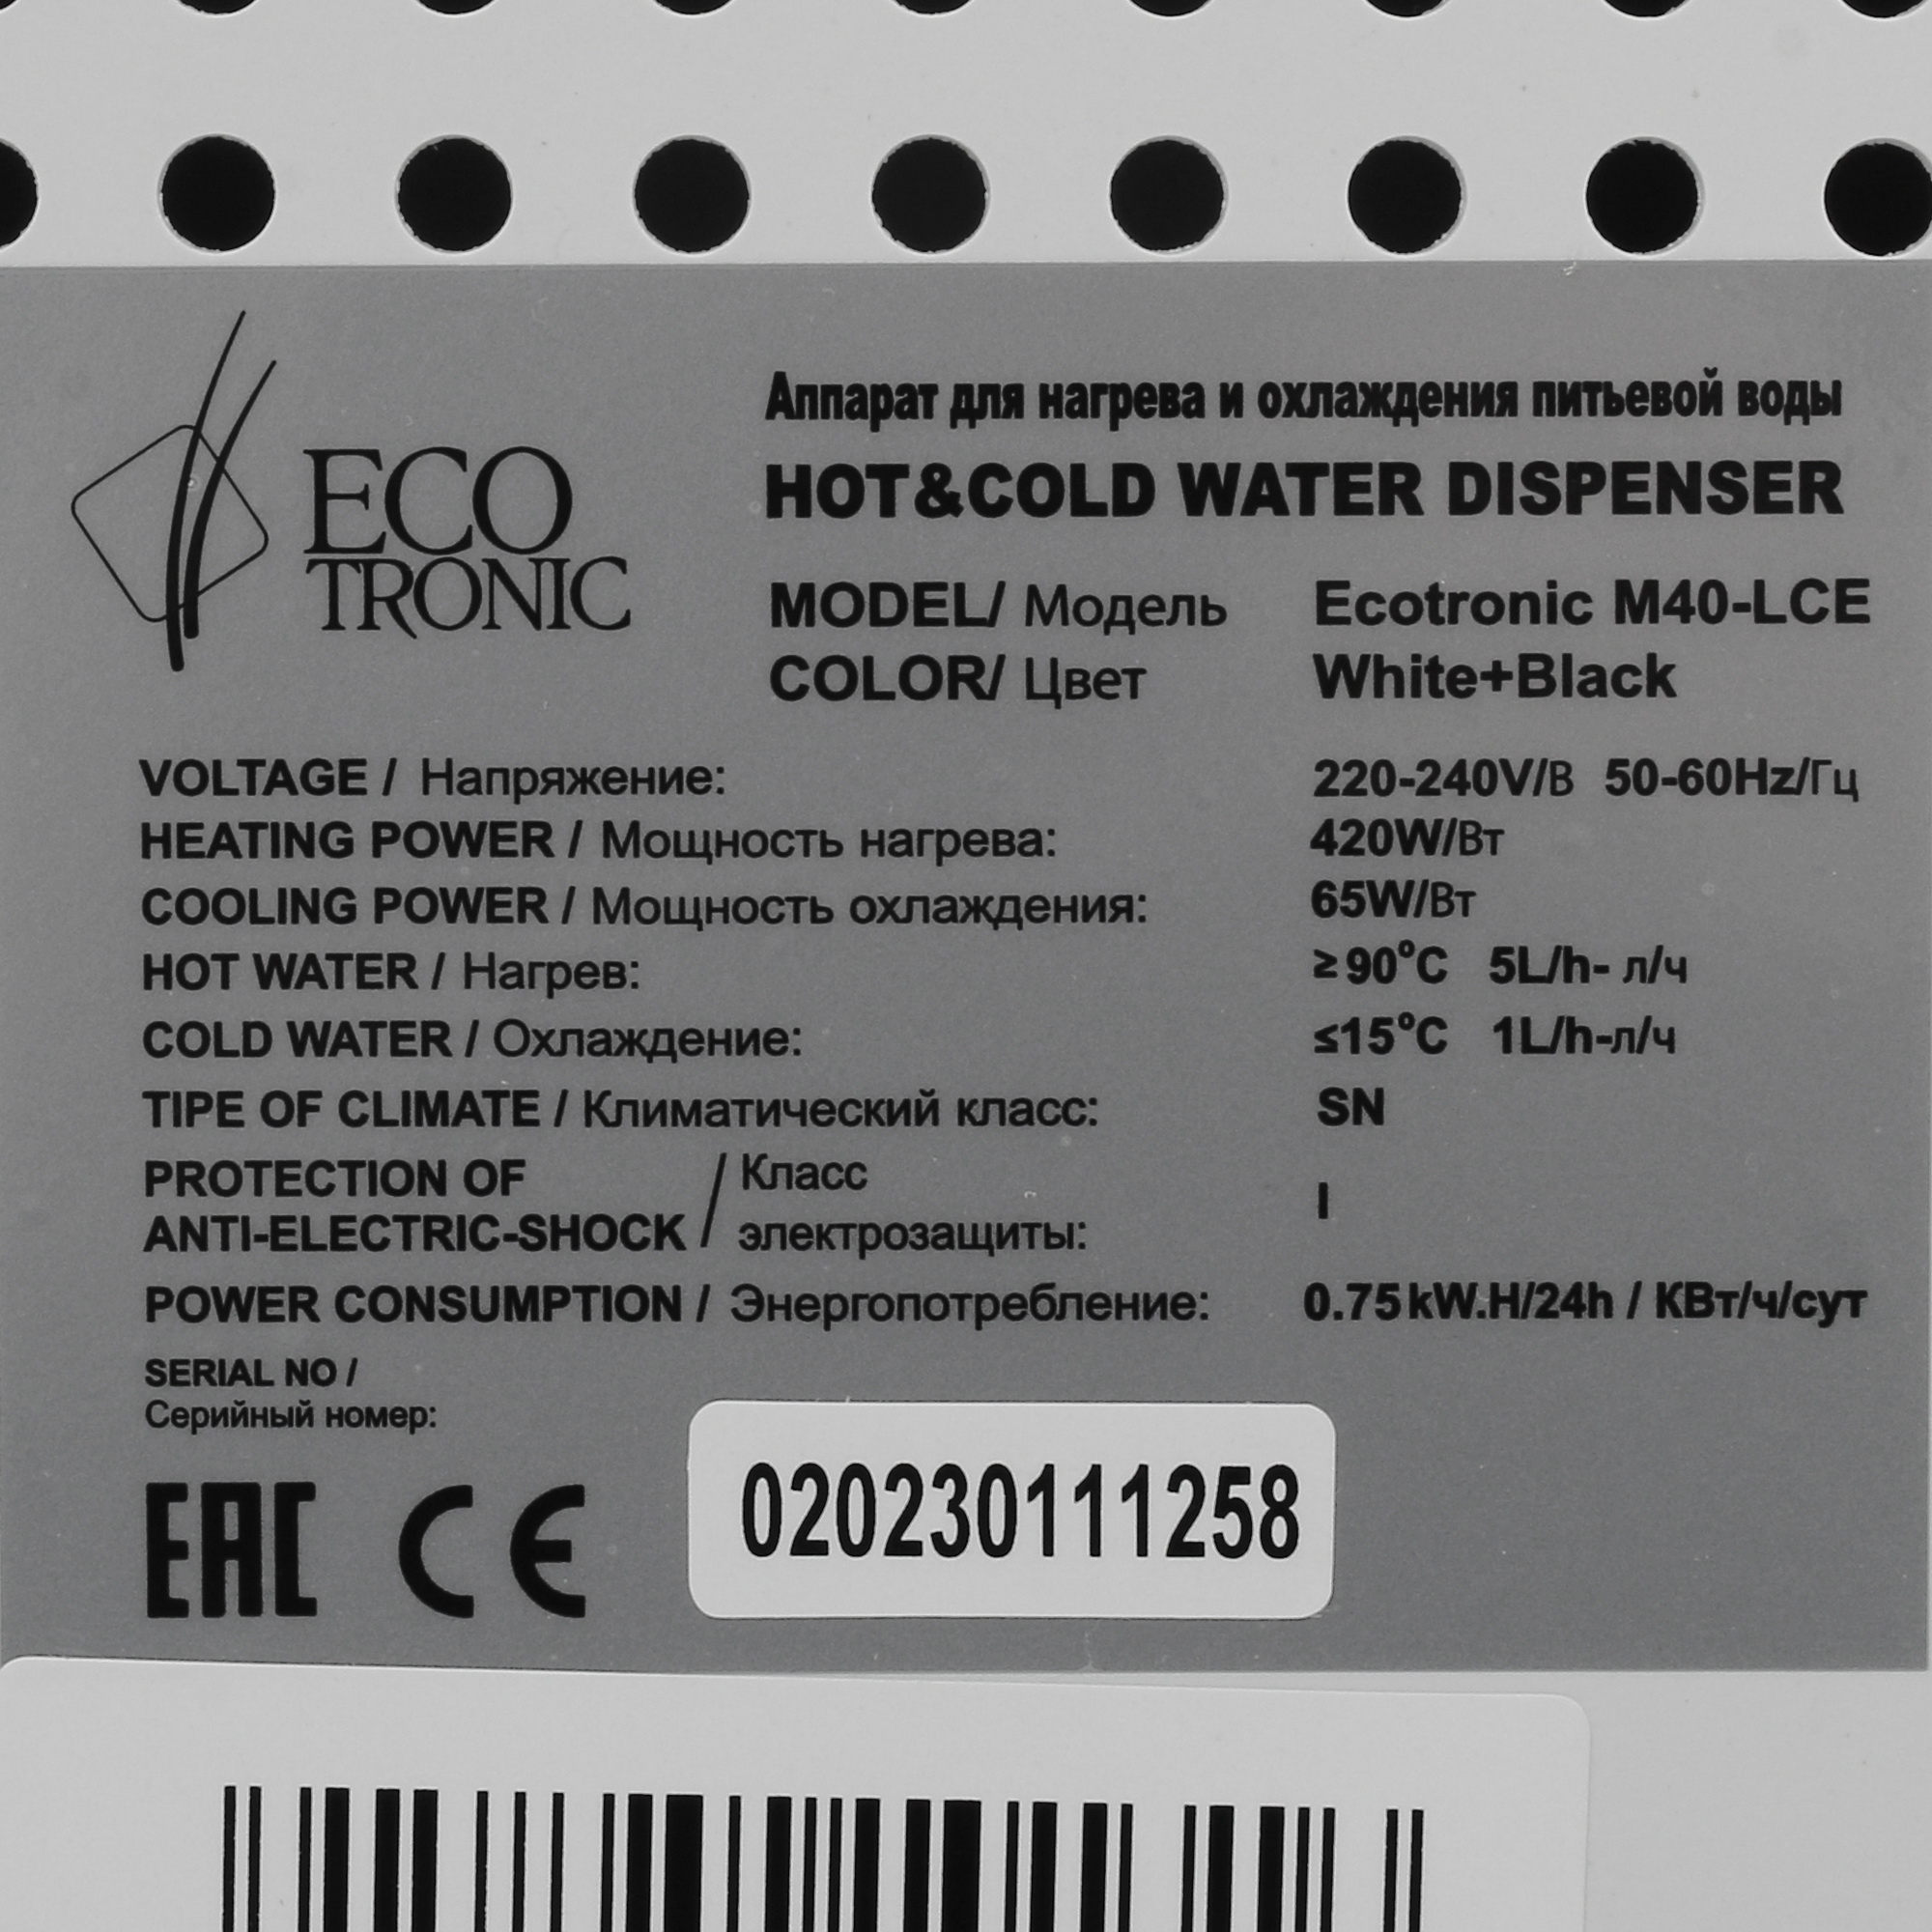 ECO
TRONIC
Аппарат для нагрева и охлаждения питьевой воды
HOT&COLD WATER DISPENSER
MODEL/ Модель Ecotronic M40-LCE
COLOR/ Цвет White+Black
VOLTAGE / Напряжение: 220-240V/В 50-60Hz/Гц
HEATING POWER / Мощность нагрева: 420W/Вт
COOLING POWER / Мощность охлаждения: 65W/Вт
HOT WATER / Нагрев: ≥90°C 5L/h- л/ч
COLD WATER / Охлаждение: ≤15°C 1L/h-л/ч
TIPE OF CLIMATE / Климатический класс: SN
PROTECTION OF / Класс
ANTI-ELECTRIC-SHOCK электрозащиты: I
POWER CONSUMPTION / Энергопотребление: 0.75kW.H/24h / КВт/ч/сут
SERIAL NO /
Серийный номер:
EAC CE 020230111258